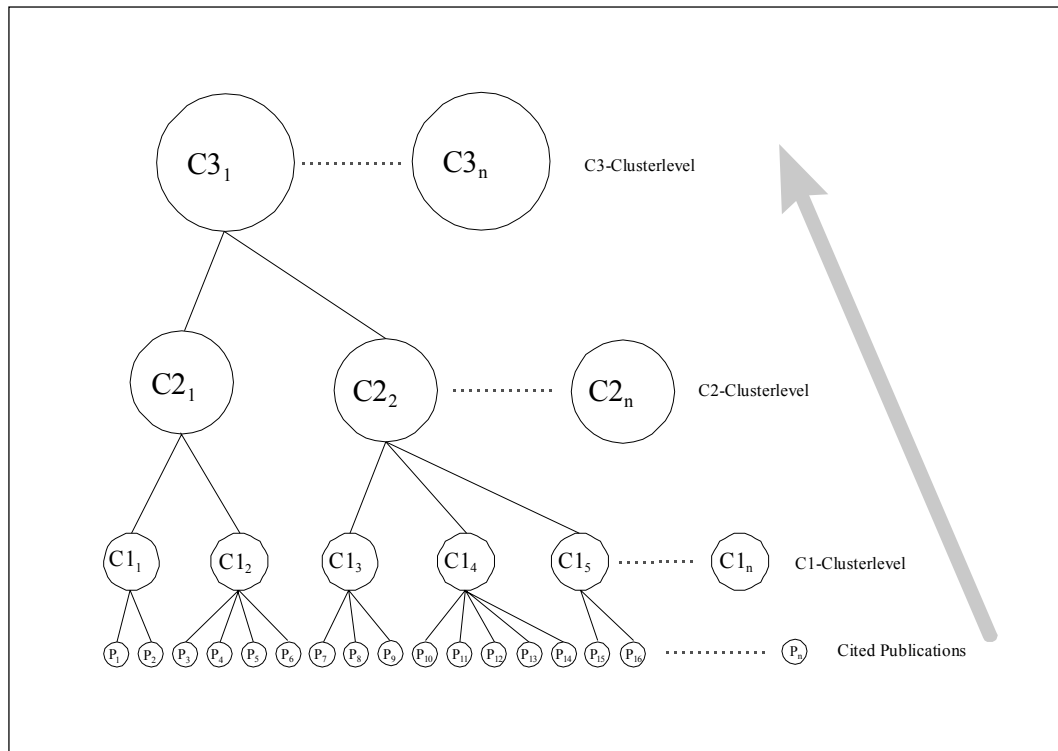 C3₁ C3ₙ C3-Clusterlevel
C2₁ C2₂ C2ₙ C2-Clusterlevel
C1₁ C1₂ C1₃ C1₄ C1₅ C1ₙ C1-Clusterlevel
P₁ P₂ P₃ P₄ P₅ P₆ P₇ P₈ P₉ P₁₀ P₁₁ P₁₂ P₁₃ P₁₄ P₁₅ P₁₆ Pₙ Cited Publications